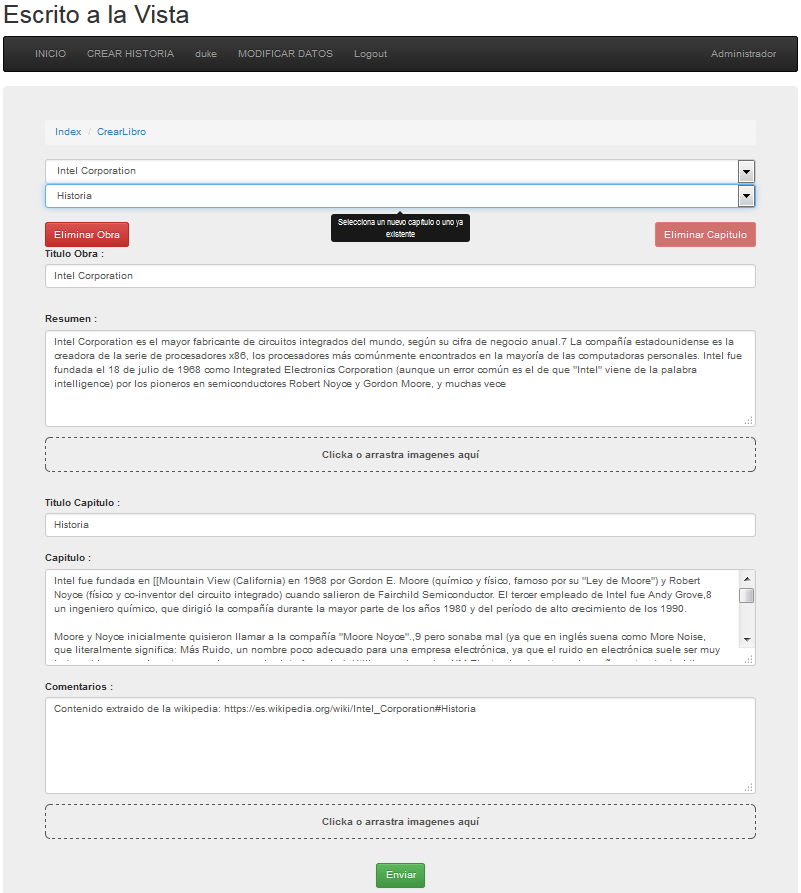 Escrito a la Vista
INICIO CREAR HISTORIA duke MODIFICAR DATOS Logout Administrador
Index / CrearLibro
Intel Corporation
Historia
Selecciona un nuevo capítulo o uno ya
existente
Eliminar Obra Eliminar Capitulo
Titulo Obra :
Intel Corporation
Resumen :
Intel Corporation es el mayor fabricante de circuitos integrados del mundo, según su cifra de negocio anual.7 La compañía estadounidense es la
creadora de la serie de procesadores x86, los procesadores más comúnmente encontrados en la mayoría de las computadoras personales. Intel fue
fundada el 18 de julio de 1968 como Integrated Electronics Corporation (aunque un error común es el de que "Intel" viene de la palabra
intelligence) por los pioneros en semiconductores Robert Noyce y Gordon Moore, y muchas vece
Clicka o arrastra imagenes aquí
Titulo Capitulo :
Historia
Capitulo :
Intel fue fundada en [[Mountain View (California) en 1968 por Gordon E. Moore (químico y físico, famoso por su "Ley de Moore") y Robert
Noyce (físico y co-inventor del circuito integrado) cuando salieron de Fairchild Semiconductor. El tercer empleado de Intel fue Andy Grove,8
un ingeniero químico, que dirigió la compañía durante la mayor parte de los años 1980 y del período de alto crecimiento de los 1990.
Moore y Noyce inicialmente quisieron llamar a la compañía "Moore Noyce".,9 pero sonaba mal (ya que en inglés suena como More Noise,
que literalmente significa: Más Ruido, un nombre poco adecuado para una empresa electrónica, ya que el ruido en electrónica suele ser muy
Comentarios :
Contenido extraido de la wikipedia: https://es.wikipedia.org/wiki/Intel_Corporation#Historia
Clicka o arrastra imagenes aquí
Enviar